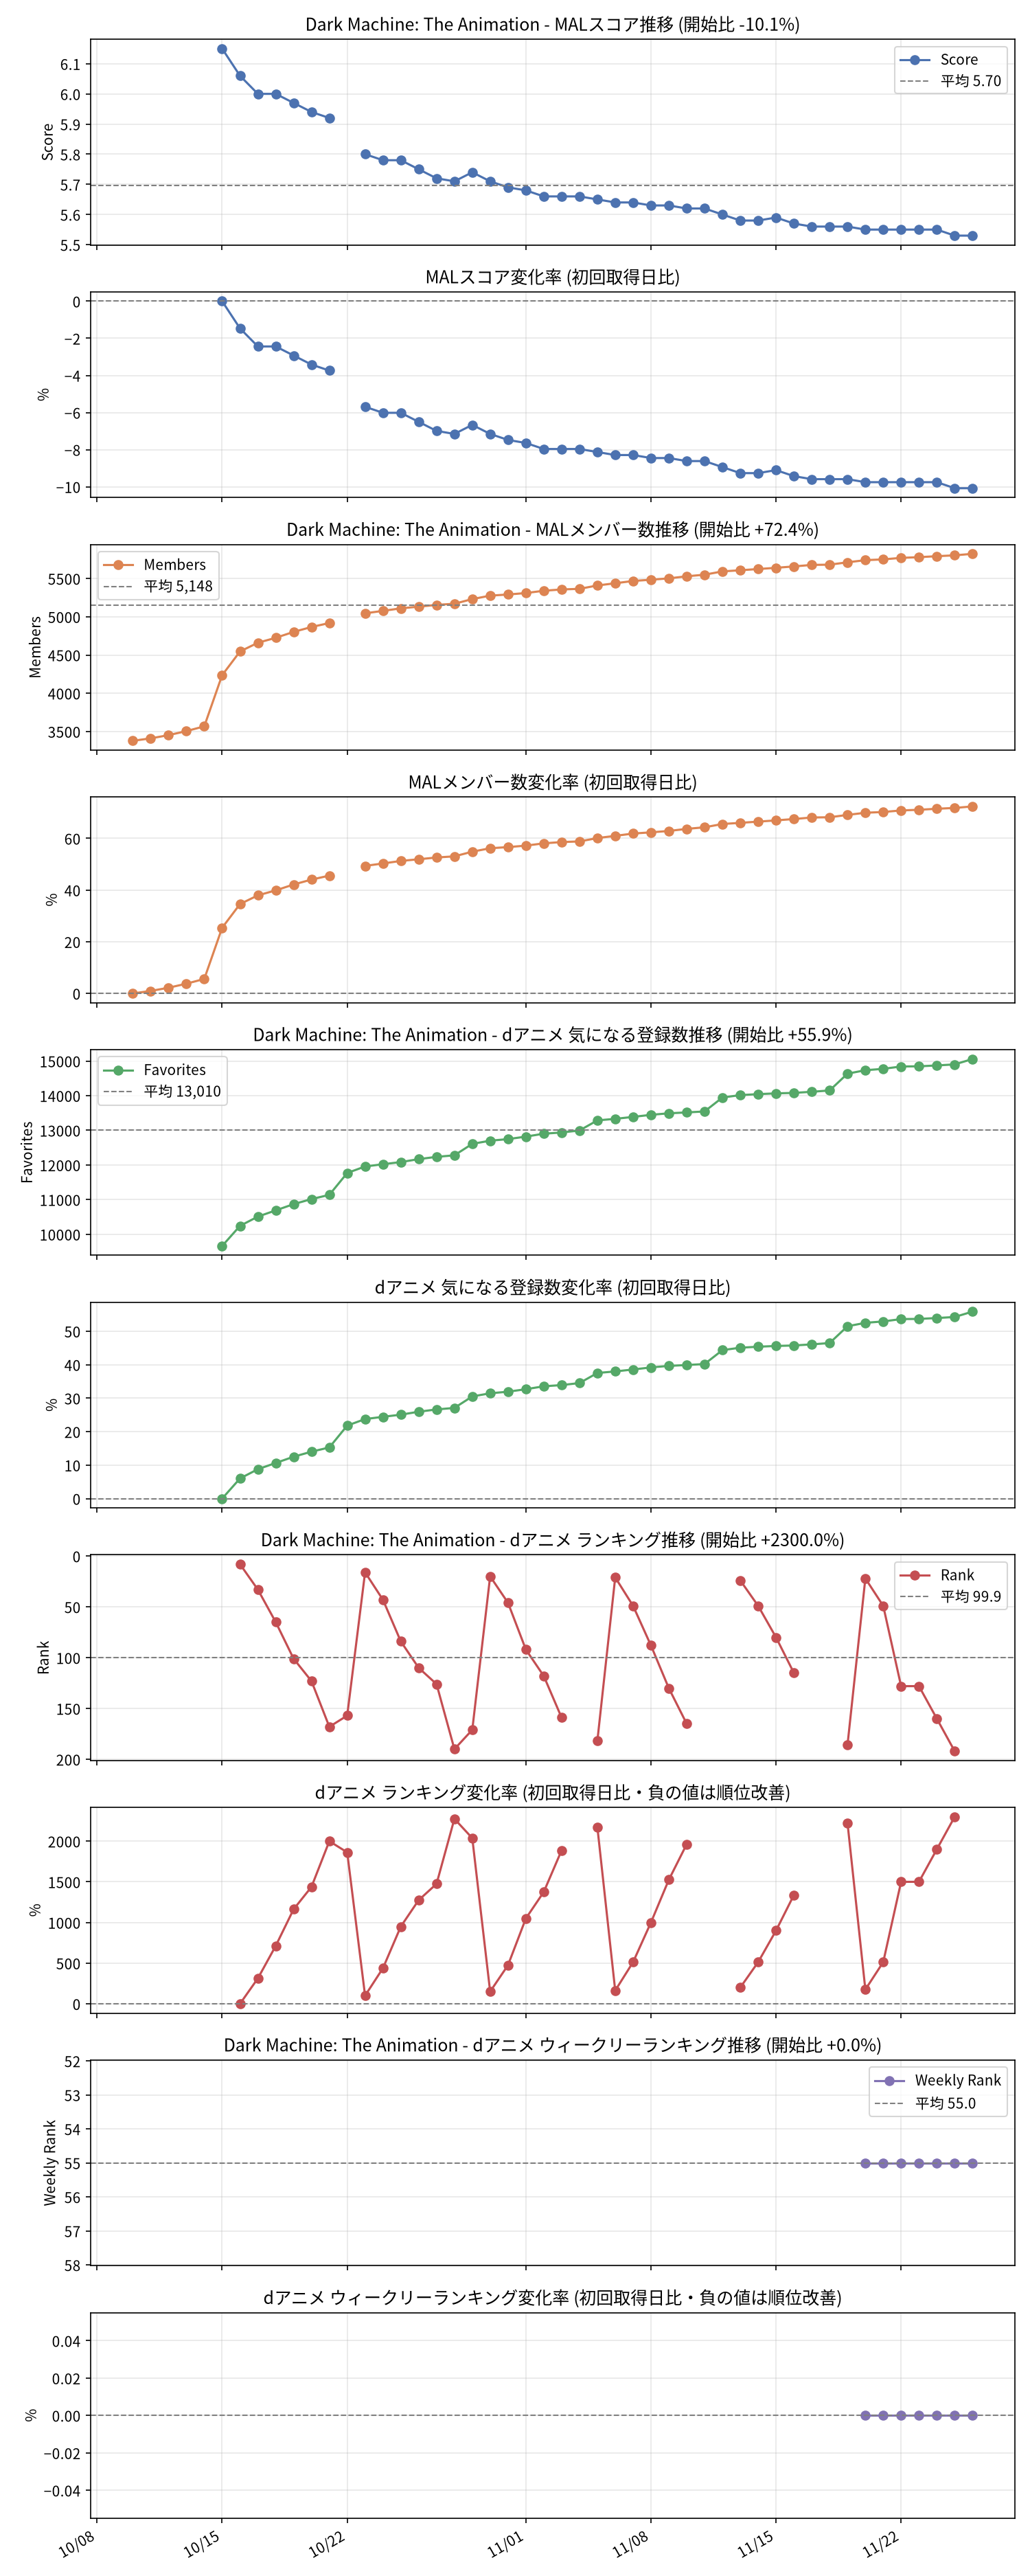 Dark Machine: The Animation - MALスコア推移 (開始比 -10.1%)
Score
平均 5.70
Score
6.1
6.0
5.9
5.8
5.7
5.6
5.5
MALスコア変化率 (初回取得日比)
%
0
−2
−4
−6
−8
−10
Dark Machine: The Animation - MALメンバー数推移 (開始比 +72.4%)
Members
平均 5,148
Members
5500
5000
4500
4000
3500
MALメンバー数変化率 (初回取得日比)
%
60
40
20
0
Dark Machine: The Animation - dアニメ 気になる登録数推移 (開始比 +55.9%)
Favorites
平均 13,010
Favorites
15000
14000
13000
12000
11000
10000
dアニメ 気になる登録数変化率 (初回取得日比)
%
50
40
30
20
10
0
Dark Machine: The Animation - dアニメ ランキング推移 (開始比 +2300.0%)
Rank
平均 99.9
Rank
0
50
100
150
200
dアニメ ランキング変化率 (初回取得日比・負の値は順位改善)
%
2000
1500
1000
500
0
Dark Machine: The Animation - dアニメ ウィークリーランキング推移 (開始比 +0.0%)
Weekly Rank
平均 55.0
Weekly Rank
52
53
54
55
56
57
58
dアニメ ウィークリーランキング変化率 (初回取得日比・負の値は順位改善)
%
0.04
0.02
0.00
−0.02
−0.04
10/08
10/15
10/22
11/01
11/08
11/15
11/22